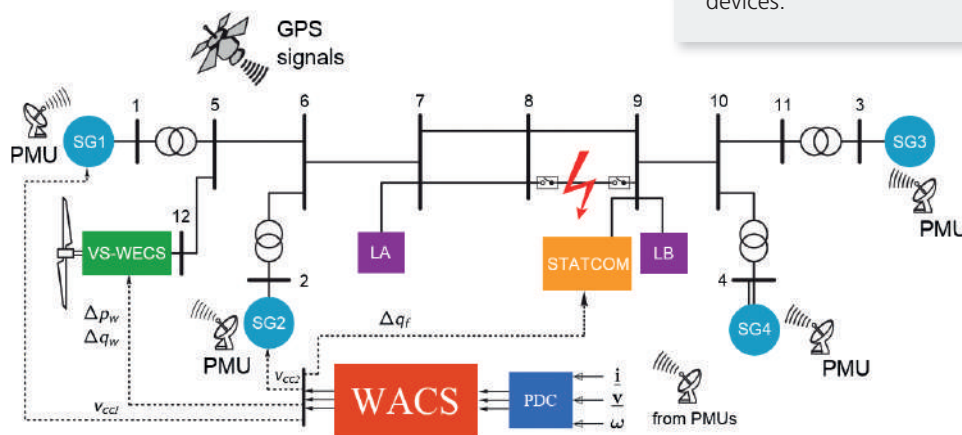 devices.
GPS
signals
1
5
6
7
8
9
10
11
3
PMU
SG1
SG3
12
PMU
VS-WECS
LA
STATCOM
LB
2
4
Δp_w
Δq_w
SG2
Δq_f
SG4
PMU
PMU
v_cc2
WACS
PDC
i
v
ω
v_cc1
from PMUs